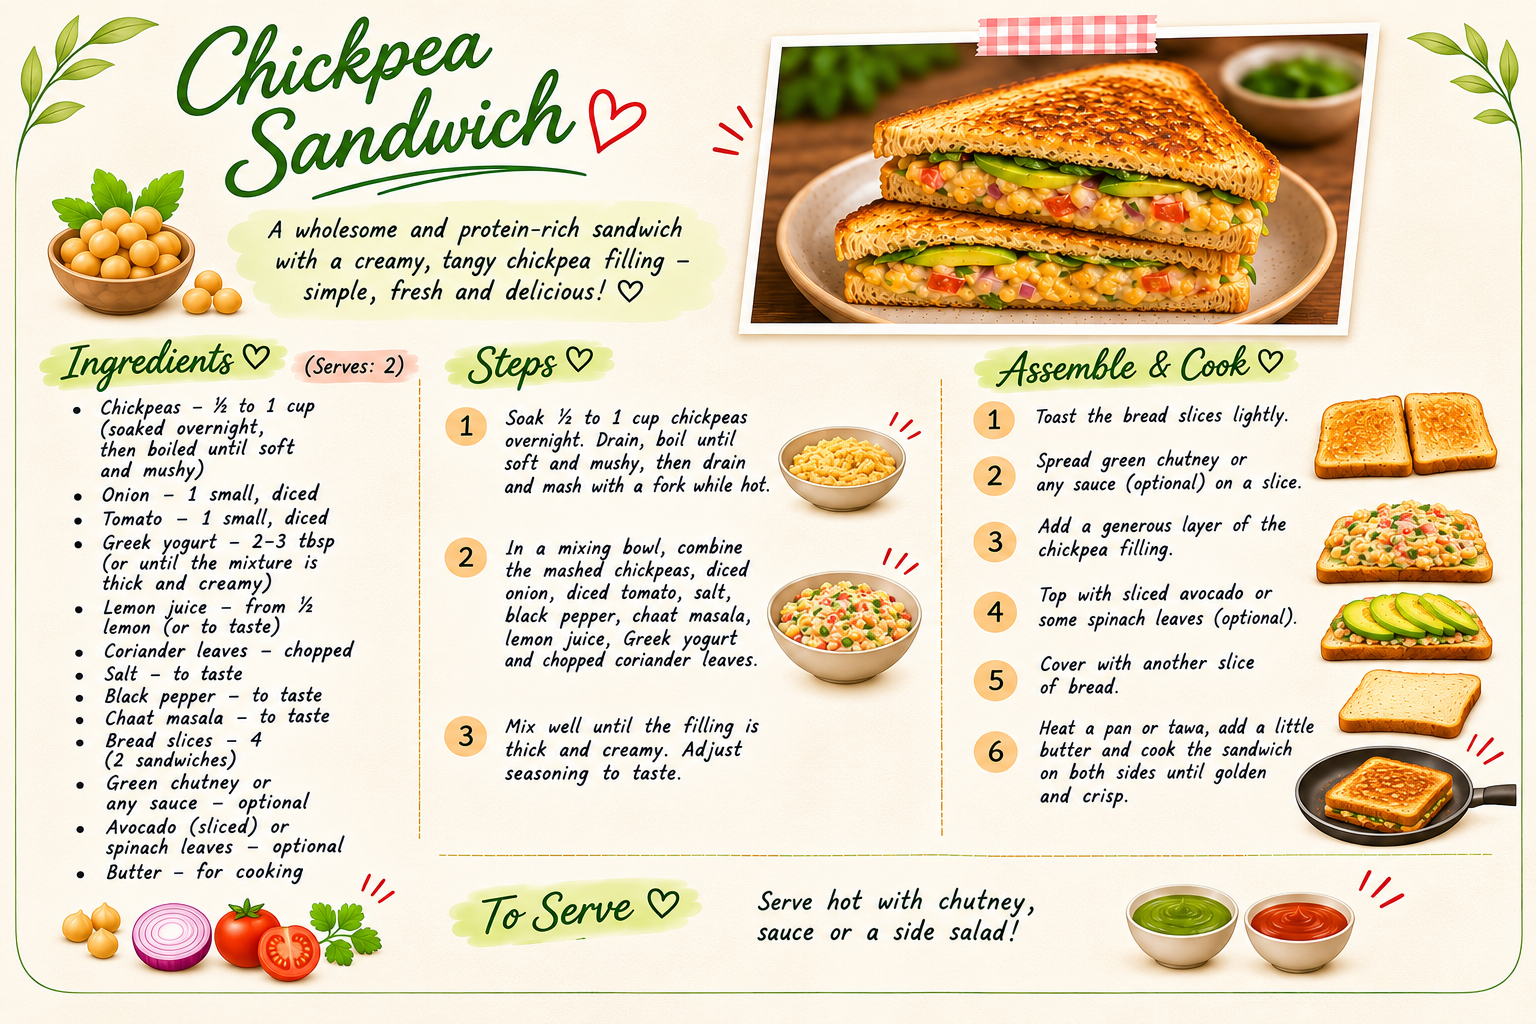 Chickpea
Sandwich
A wholesome and protein-rich sandwich
with a creamy, tangy chickpea filling –
simple, fresh and delicious! ♡
Ingredients ♡ (Serves: 2)
• Chickpeas – ½ to 1 cup
(soaked overnight,
then boiled until soft
and mushy)
• Onion – 1 small, diced
• Tomato – 1 small, diced
• Greek yogurt – 2–3 tbsp
(or until the mixture is
thick and creamy)
• Lemon juice – from ½
lemon (or to taste)
• Coriander leaves – chopped
• Salt – to taste
• Black pepper – to taste
• Chaat masala – to taste
• Bread slices – 4
(2 sandwiches)
• Green chutney or
any sauce – optional
• Avocado (sliced) or
spinach leaves – optional
• Butter – for cooking
Steps ♡
1 Soak ½ to 1 cup chickpeas
overnight. Drain, boil until
soft and mushy, then drain
and mash with a fork while hot.
2 In a mixing bowl, combine
the mashed chickpeas, diced
onion, diced tomato, salt,
black pepper, chaat masala,
lemon juice, Greek yogurt
and chopped coriander leaves.
3 Mix well until the filling is
thick and creamy. Adjust
seasoning to taste.
Assemble & Cook ♡
1 Toast the bread slices lightly.
2 Spread green chutney or
any sauce (optional) on a slice.
3 Add a generous layer of the
chickpea filling.
4 Top with sliced avocado or
some spinach leaves (optional).
5 Cover with another slice
of bread.
6 Heat a pan or tawa, add a little
butter and cook the sandwich
on both sides until golden
and crisp.
To Serve ♡
Serve hot with chutney,
sauce or a side salad!